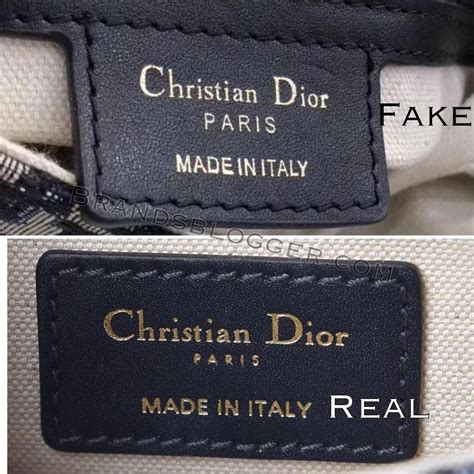 Christian Dior
PARIS
FAKE
MADE IN ITALY
BRANDSBLOGGER.COM
Christian Dior
PARIS
MADE IN ITALY
REAL